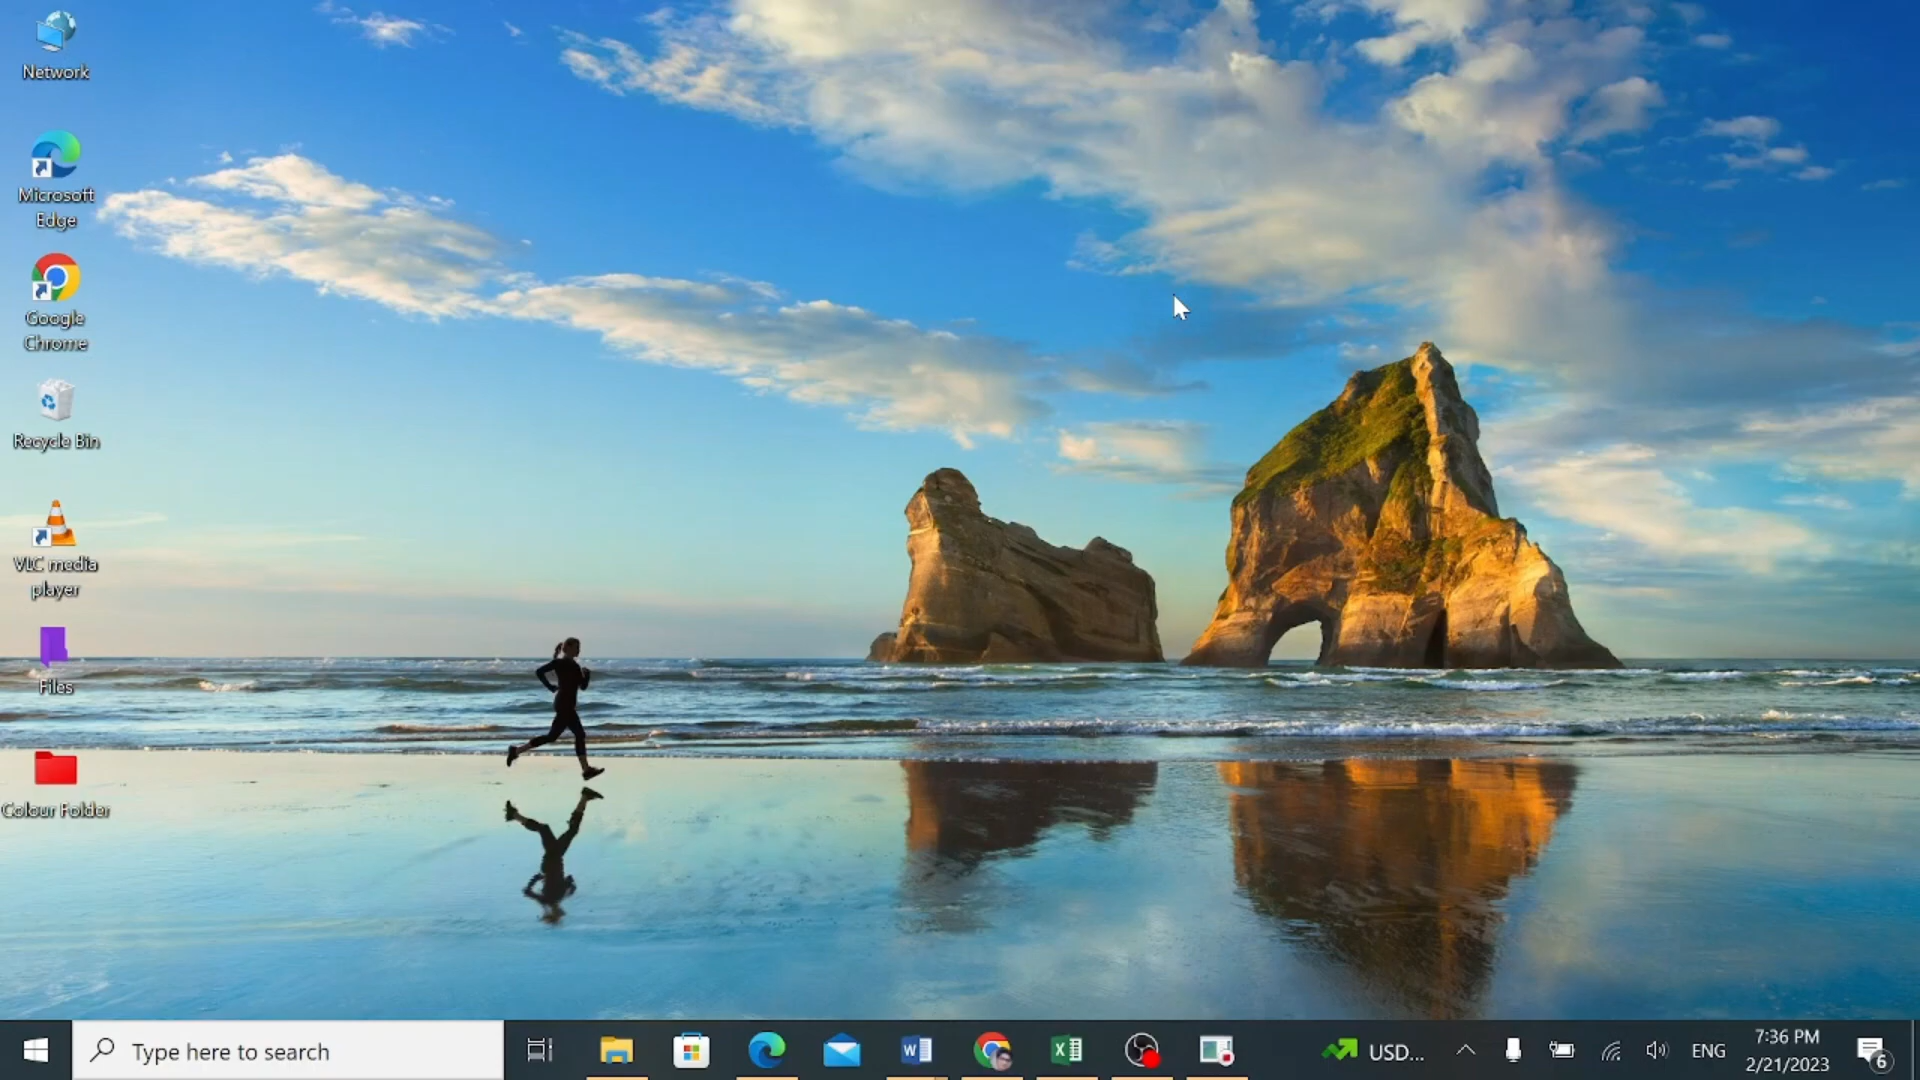 Network
Microsoft
Edge
Google
Chrome
Recycle Bin
VLC media
player
Files
Colour Folder
Type here to search
USD...
ENG
7:36 PM
2/21/2023
6